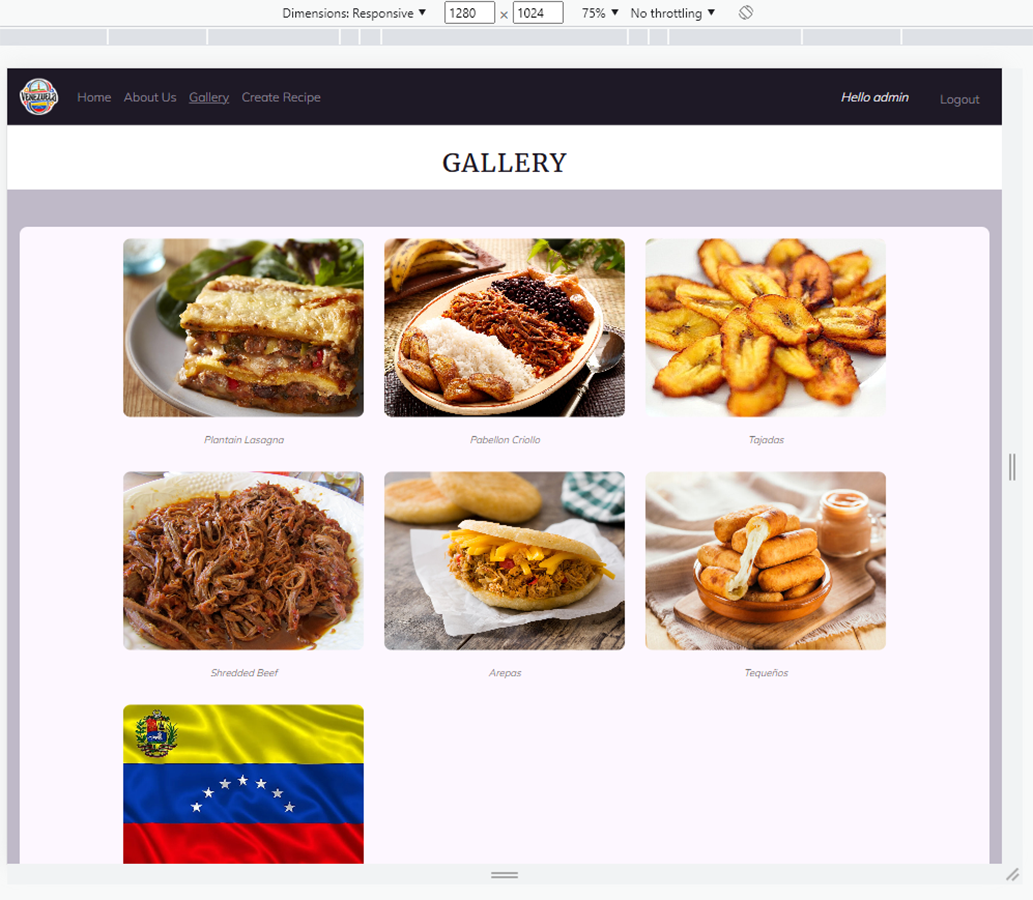 Dimensions: Responsive ▼ 1280 × 1024 75% ▼ No throttling ▼
VENEZUELA
Home About Us Gallery Create Recipe Hello admin Logout
GALLERY
Plantain Lasagna Pabellon Criollo Tajadas
Shredded Beef Arepas Tequeños